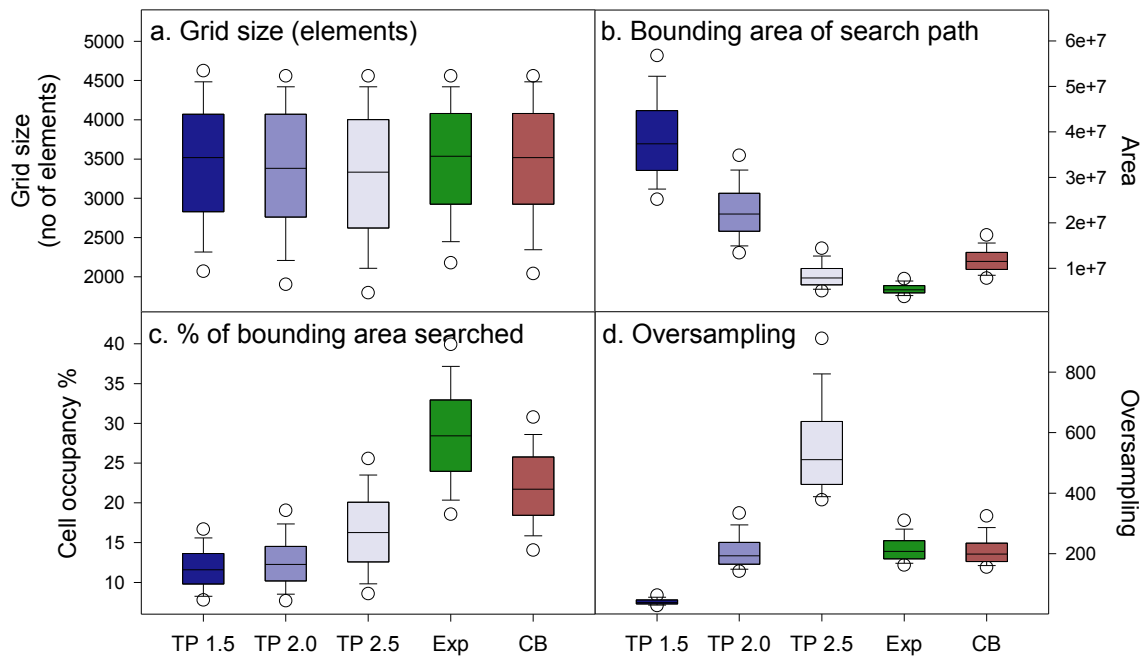 a. Grid size (elements)
b. Bounding area of search path
5000
4500
4000
3500
3000
2500
2000
Grid size
(no of elements)
6e+7
5e+7
4e+7
3e+7
2e+7
1e+7
Area
c. % of bounding area searched
d. Oversampling
40
35
30
25
20
15
10
Cell occupancy %
800
600
400
200
Oversampling
TP 1.5 TP 2.0 TP 2.5 Exp CB
TP 1.5 TP 2.0 TP 2.5 Exp CB